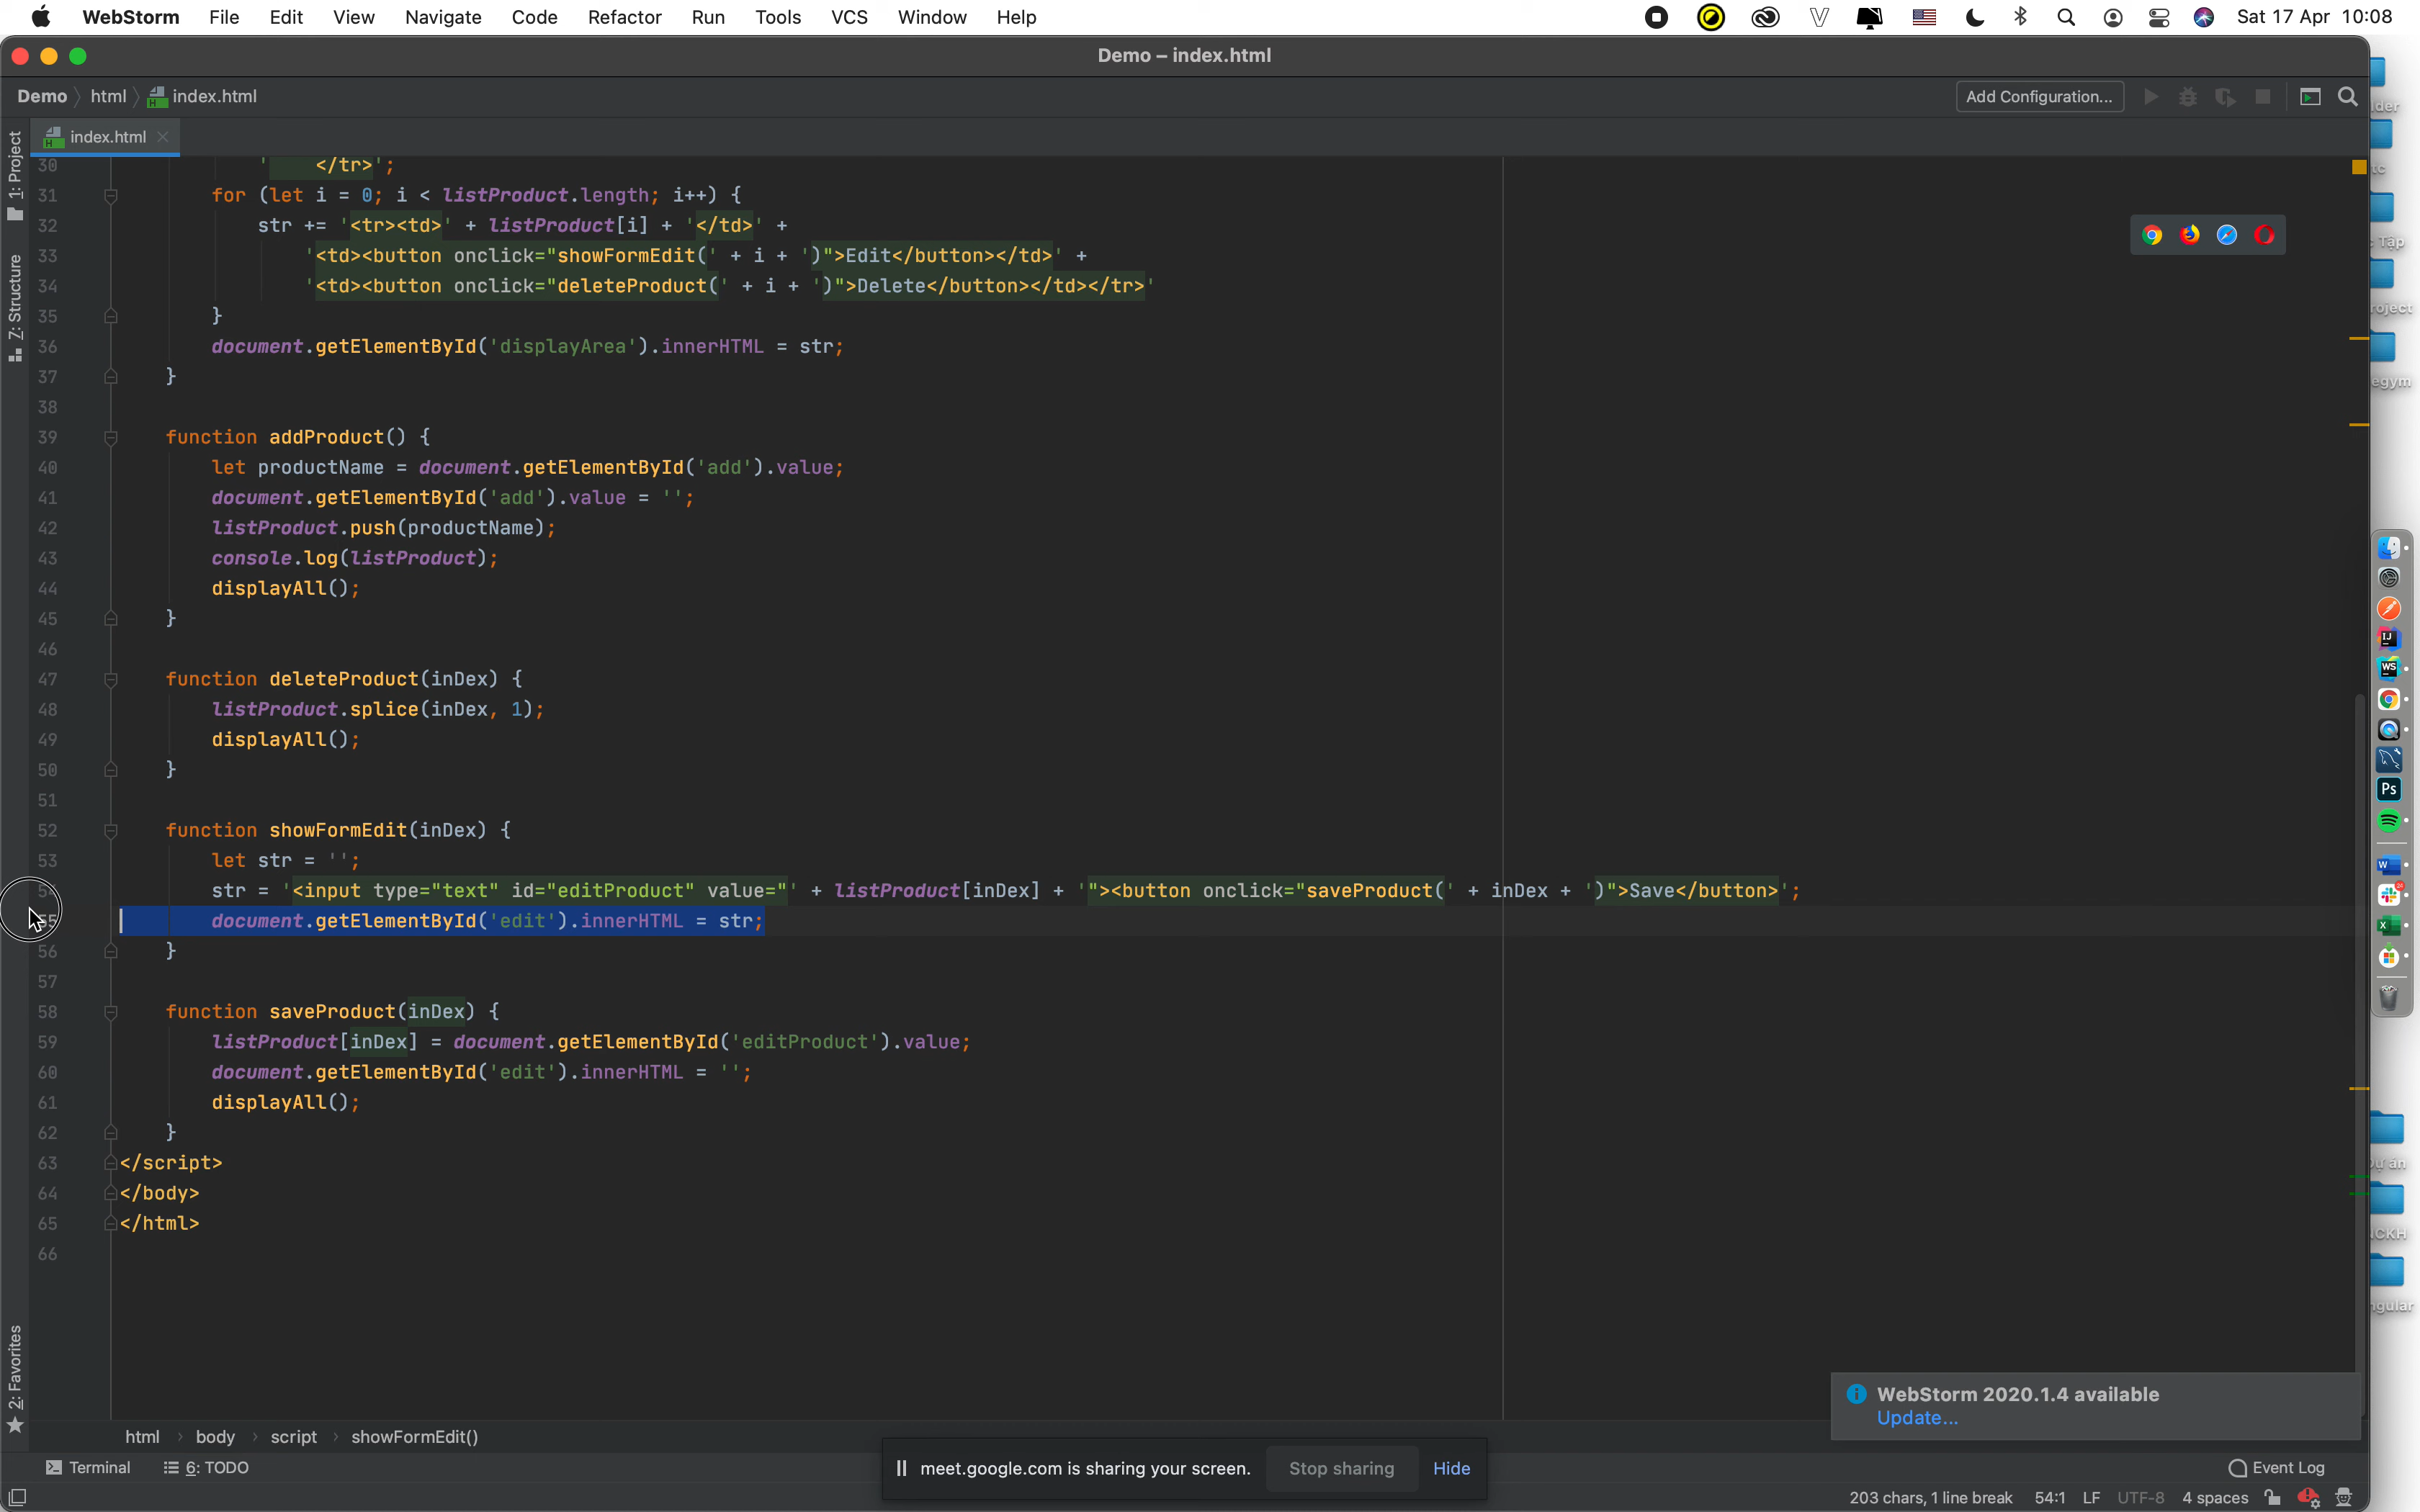 WebStorm File Edit View Navigate Code Refactor Run Tools VCS Window Help Sat 17 Apr 10:08
Demo – index.html
Demo html index.html Add Configuration...
index.html
1: Project
7: Structure
2: Favorites
30 </tr>';
31 for (let i = 0; i < listProduct.length; i++) {
32 str += '<tr><td>' + listProduct[i] + '</td>' +
33 '<td><button onclick="showFormEdit(' + i + ')">Edit</button></td>' +
34 '<td><button onclick="deleteProduct(' + i + ')">Delete</button></td></tr>'
35 }
36 document.getElementById('displayArea').innerHTML = str;
37 }
38
39 function addProduct() {
40 let productName = document.getElementById('add').value;
41 document.getElementById('add').value = '';
42 listProduct.push(productName);
43 console.log(listProduct);
44 displayAll();
45 }
46
47 function deleteProduct(inDex) {
48 listProduct.splice(inDex, 1);
49 displayAll();
50 }
51
52 function showFormEdit(inDex) {
53 let str = '';
str = '<input type="text" id="editProduct" value="' + listProduct[inDex] + '"><button onclick="saveProduct(' + inDex + ')">Save</button>';
55 document.getElementById('edit').innerHTML = str;
56 }
57
58 function saveProduct(inDex) {
59 listProduct[inDex] = document.getElementById('editProduct').value;
60 document.getElementById('edit').innerHTML = '';
61 displayAll();
62 }
63 </script>
64 </body>
65 </html>
66
IJ
WS
Ps
W
X
WebStorm 2020.1.4 available
Update...
html body script showFormEdit()
meet.google.com is sharing your screen. Stop sharing Hide
Terminal 6: TODO Event Log
203 chars, 1 line break 54:1 LF UTF-8 4 spaces